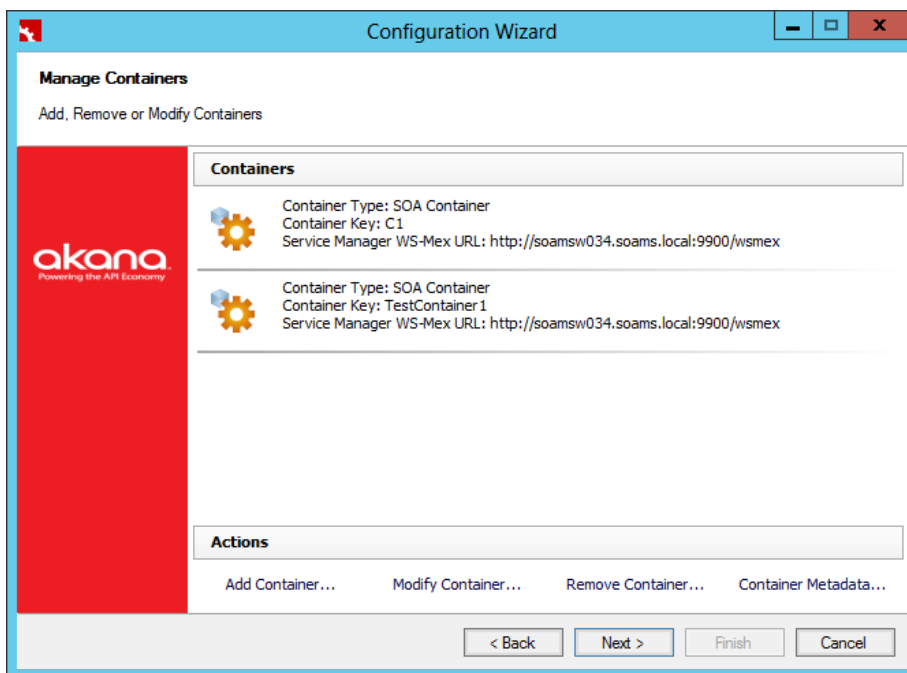 Configuration Wizard
Manage Containers
Add, Remove or Modify Containers
akana
Powering the API Economy
Containers
Container Type: SOA Container
Container Key: C1
Service Manager WS-Mex URL: http://soamsw034.soams.local:9900/wsmex
Container Type: SOA Container
Container Key: TestContainer1
Service Manager WS-Mex URL: http://soamsw034.soams.local:9900/wsmex
Actions
Add Container... Modify Container... Remove Container... Container Metadata...
< Back Next > Finish Cancel